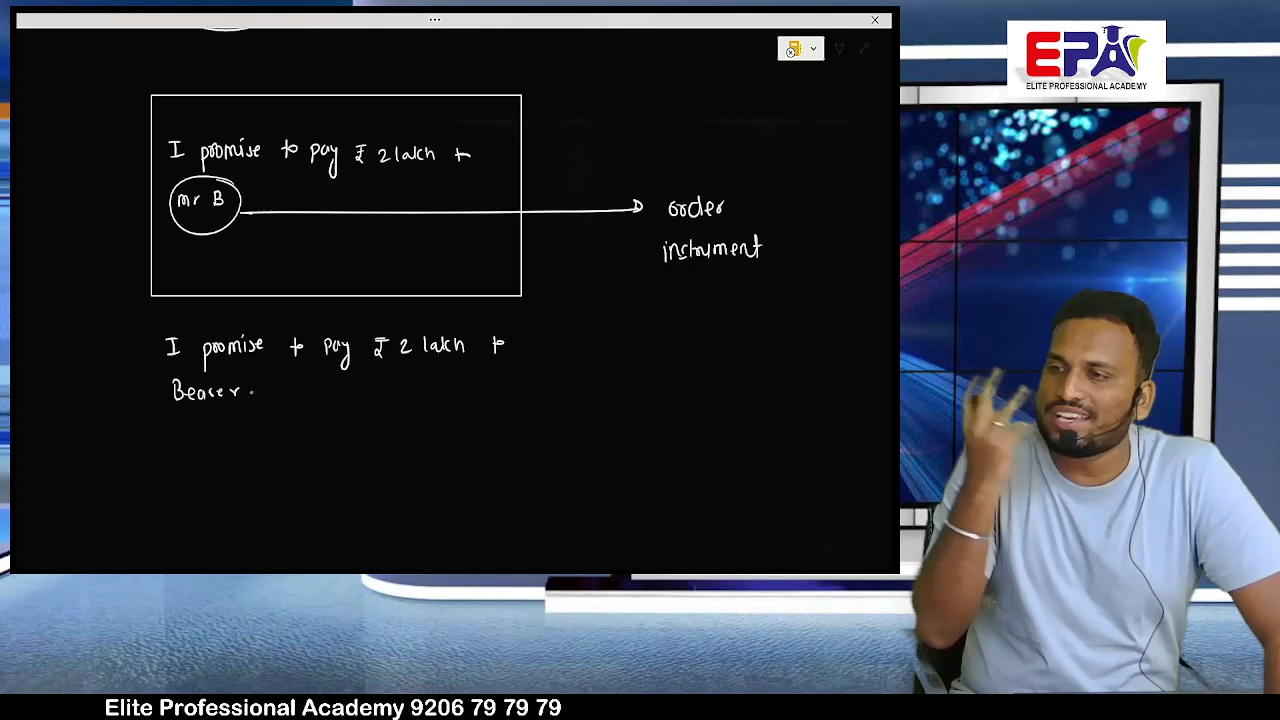 EPA
ELITE PROFESSIONAL ACADEMY
I promise to pay ₹ 2 lakh to
mr B
order
instrument
I promise to pay ₹ 2 lakh to
Bearer.
Elite Professional Academy 9206 79 79 79